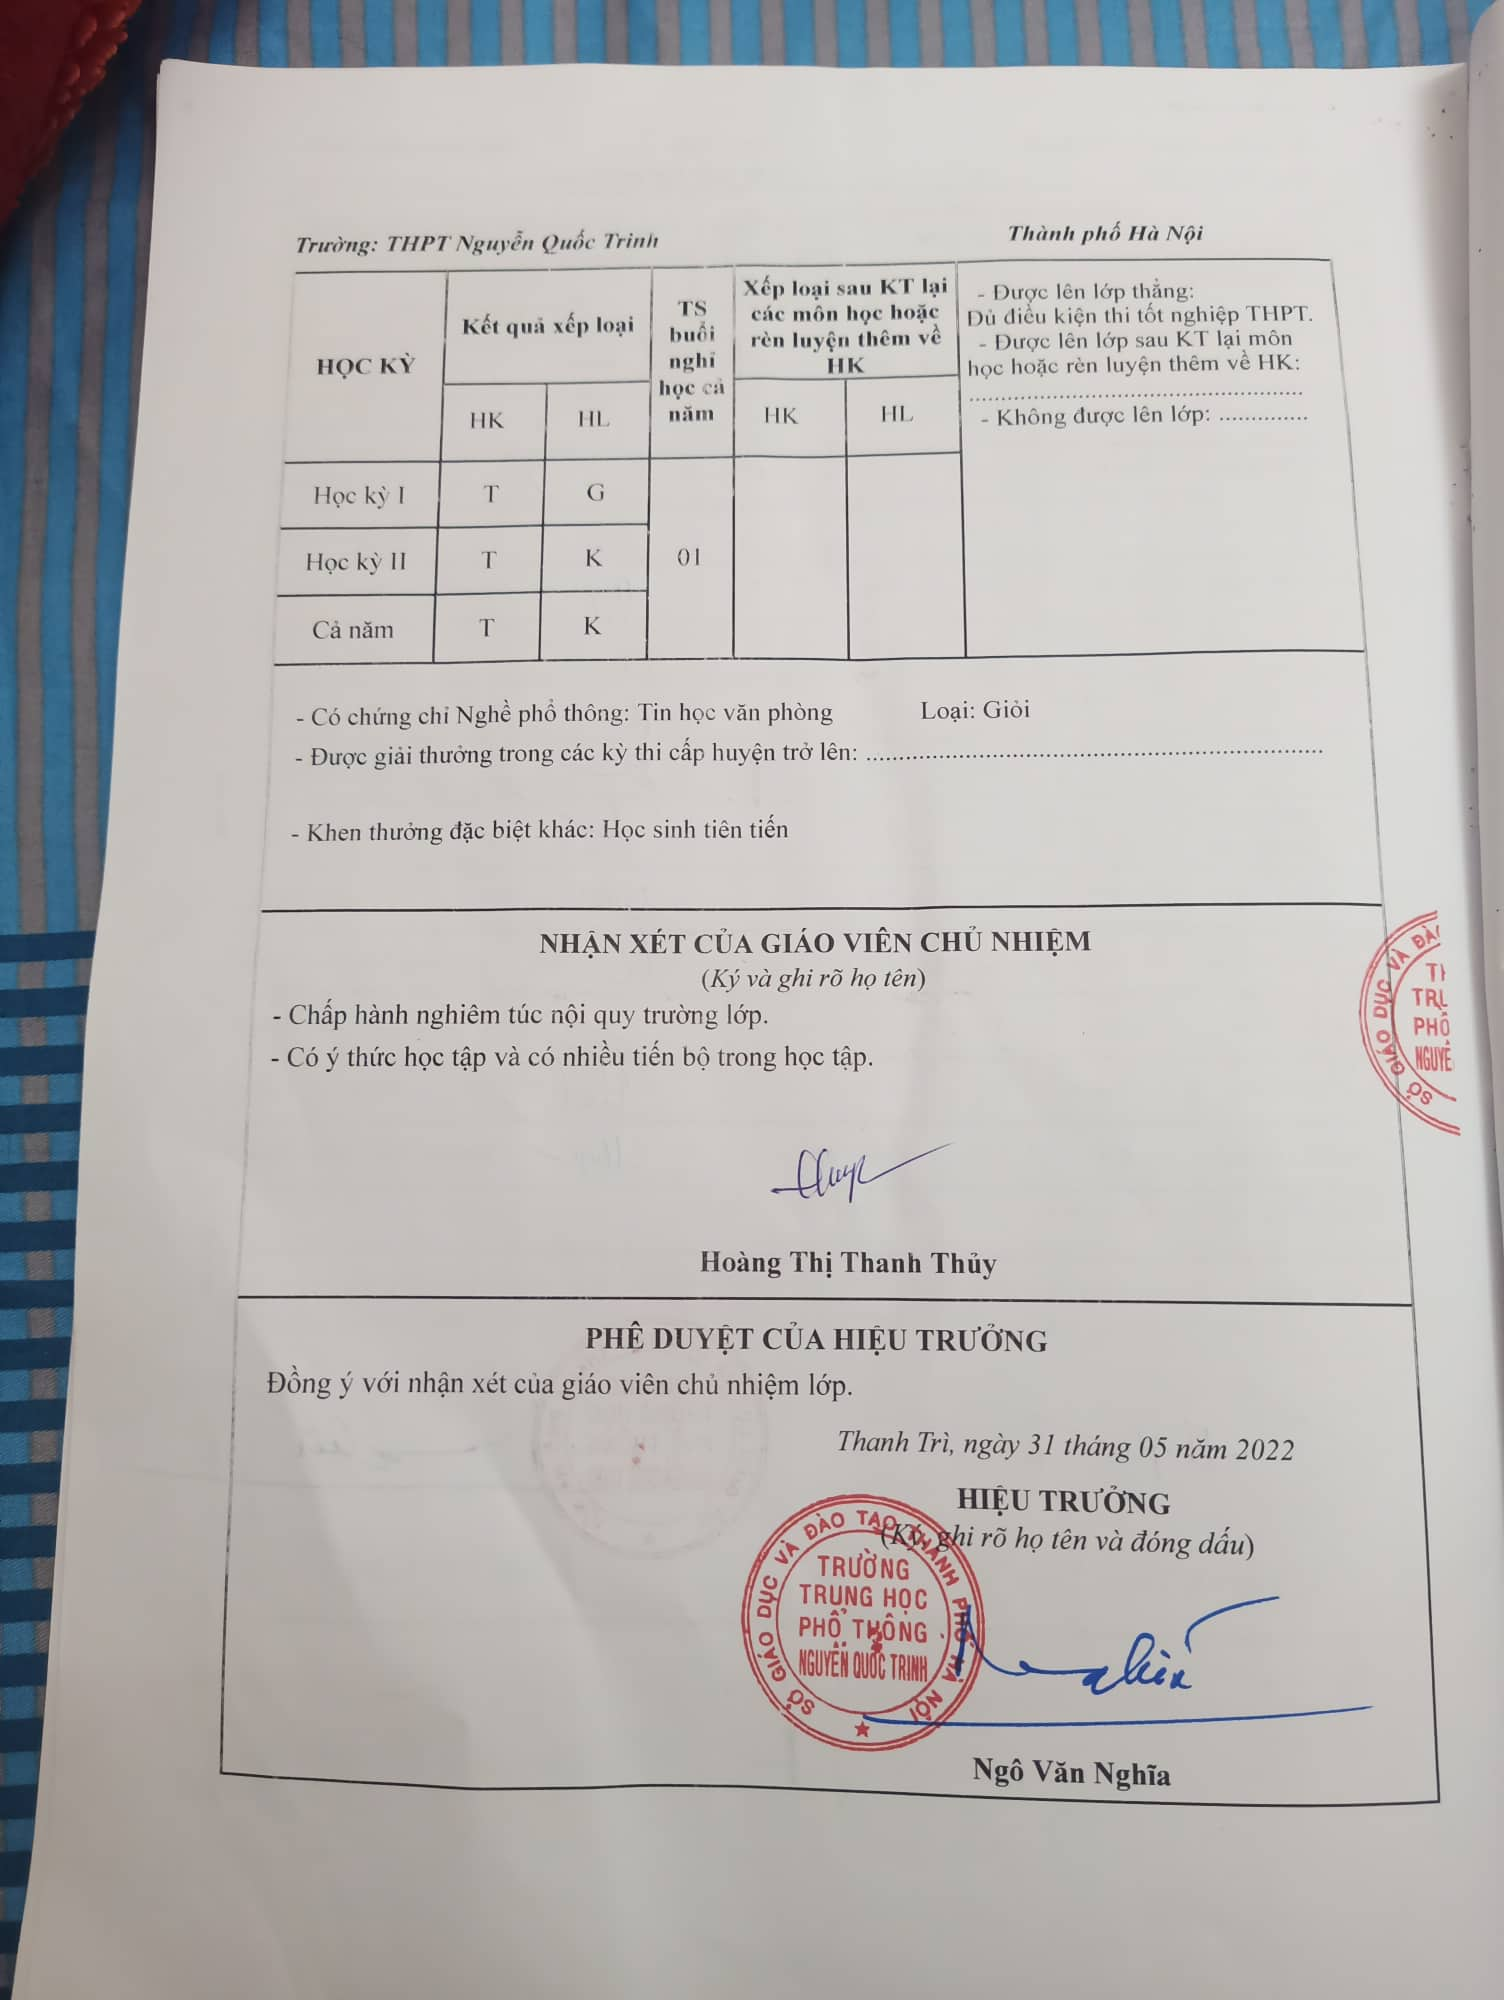 Trường: THPT Nguyễn Quốc Trinh
Thành phố Hà Nội
HỌC KỲ
Kết quả xếp loại
TS
buổi
nghỉ
học cả
năm
Xếp loại sau KT lại
các môn học hoặc
rèn luyện thêm về
HK
- Được lên lớp thẳng:
Đủ điều kiện thi tốt nghiệp THPT.
- Được lên lớp sau KT lại môn
học hoặc rèn luyện thêm về HK:
....................................................
- Không được lên lớp: ..............
HK HL HK HL
Học kỳ I T G
Học kỳ II T K 01
Cả năm T K
- Có chứng chỉ Nghề phổ thông: Tin học văn phòng Loại: Giỏi
- Được giải thưởng trong các kỳ thi cấp huyện trở lên: ......................................................................
- Khen thưởng đặc biệt khác: Học sinh tiên tiến
NHẬN XÉT CỦA GIÁO VIÊN CHỦ NHIỆM
(Ký và ghi rõ họ tên)
- Chấp hành nghiêm túc nội quy trường lớp.
- Có ý thức học tập và có nhiều tiến bộ trong học tập.
SỞ GIÁO DỤC VÀ ĐÀO
TRU
PHỔ
NGUYỄ
Hoàng Thị Thanh Thủy
PHÊ DUYỆT CỦA HIỆU TRƯỞNG
Đồng ý với nhận xét của giáo viên chủ nhiệm lớp.
Thanh Trì, ngày 31 tháng 05 năm 2022
HIỆU TRƯỞNG
(Ký, ghi rõ họ tên và đóng dấu)
SỞ GIÁO DỤC VÀ ĐÀO TẠO THÀNH PHỐ HÀ NỘI
TRƯỜNG
TRUNG HỌC
PHỔ THÔNG
NGUYỄN QUỐC TRINH
Nghĩa
Ngô Văn Nghĩa